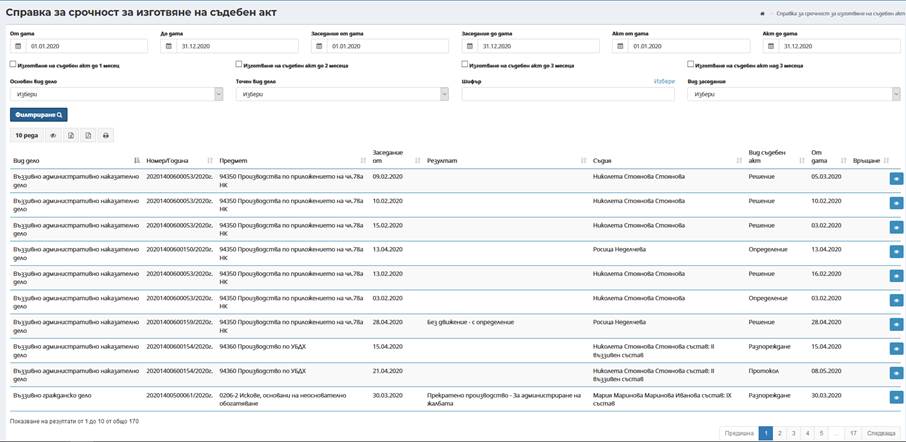 Справка за срочност за изготвяне на съдебен акт
Справка за срочност за изготвяне на съдебен акт
От дата До дата Заседание от дата Заседание до дата Акт от дата Акт до дата
01.01.2020 31.12.2020 01.01.2020 31.12.2020 01.01.2020 31.12.2020
Изготвяне на съдебен акт до 1 месец Изготвяне на съдебен акт до 2 месеца Изготвяне на съдебен акт до 3 месеца Изготвяне на съдебен акт над 3 месеца
Основен вид дело Точен вид дело Шифър Избери Вид заседание
Избери Избери Избери
Филтриране
10 реда
Вид дело Номер/Година Предмет Заседание от Резултат Съдия Вид съдебен акт От дата Връщане
Въззивно административно наказателно дело 20201400600053/2020г. 94350 Производства по приложението на чл.78а НК 09.02.2020 Николета Стоянова Стоянова Решение 05.03.2020
Въззивно административно наказателно дело 20201400600053/2020г. 94350 Производства по приложението на чл.78а НК 10.02.2020 Николета Стоянова Стоянова Решение 10.02.2020
Въззивно административно наказателно дело 20201400600053/2020г. 94350 Производства по приложението на чл.78а НК 15.02.2020 Николета Стоянова Стоянова Решение 03.02.2020
Въззивно административно наказателно дело 20201400600150/2020г. 94350 Производства по приложението на чл.78а НК 13.04.2020 Росица Неделчева Определение 13.04.2020
Въззивно административно наказателно дело 20201400600053/2020г. 94350 Производства по приложението на чл.78а НК 13.02.2020 Николета Стоянова Стоянова Решение 16.02.2020
Въззивно административно наказателно дело 20201400600053/2020г. 94350 Производства по приложението на чл.78а НК 03.02.2020 Николета Стоянова Стоянова Определение 03.02.2020
Въззивно административно наказателно дело 20201400600159/2020г. 94350 Производства по приложението на чл.78а НК 28.04.2020 Без движение - с определение Росица Неделчева Решение 28.04.2020
Въззивно административно наказателно дело 20201400600154/2020г. 94360 Производство по УБДХ 15.04.2020 Николета Стоянова Стоянова състав: II въззивен състав Разпореждане 15.04.2020
Въззивно административно наказателно дело 20201400600154/2020г. 94360 Производство по УБДХ 21.04.2020 Николета Стоянова Стоянова състав: II въззивен състав Протокол 08.05.2020
Въззивно гражданско дело 20201400500061/2020г. 0206-2 Искове, основани на неоснователно обогатяване 30.03.2020 Прекратено производство - За администриране на жалбата Мария Маринова Маринова Иванова състав: IX състав Разпореждане 30.03.2020
Показване на резултати от 1 до 10 от общо 170
Предишна 1 2 3 4 5 ... 17 Следваща